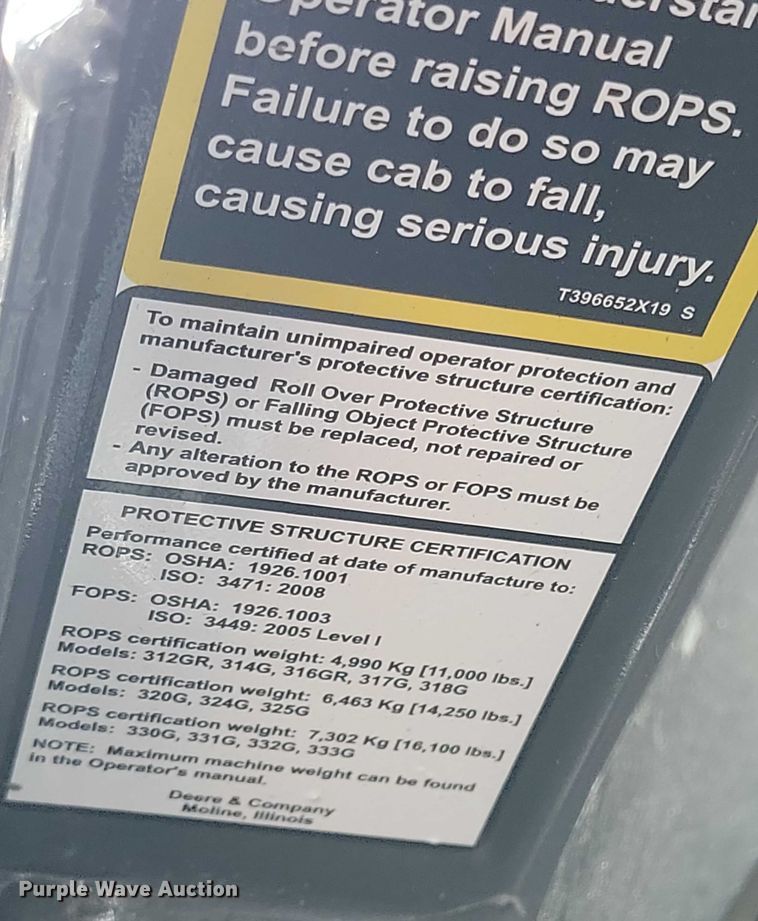 Operator Manual
before raising ROPS.
Failure to do so may
cause cab to fall,
causing serious injury.
T396652X19 S
To maintain unimpaired operator protection and
manufacturer's protective structure certification:
- Damaged Roll Over Protective Structure
(ROPS) or Falling Object Protective Structure
(FOPS) must be replaced, not repaired or
revised.
- Any alteration to the ROPS or FOPS must be
approved by the manufacturer.
PROTECTIVE STRUCTURE CERTIFICATION
Performance certified at date of manufacture to:
ROPS: OSHA: 1926.1001
ISO: 3471: 2008
FOPS: OSHA: 1926.1003
ISO: 3449: 2005 Level I
ROPS certification weight: 4,990 Kg [11,000 lbs.]
Models: 312GR, 314G, 316GR, 317G, 318G
ROPS certification weight: 6,463 Kg [14,250 lbs.]
Models: 320G, 324G, 325G
ROPS certification weight: 7,302 Kg [16,100 lbs.]
Models: 330G, 331G, 332G, 333G
NOTE: Maximum machine weight can be found
in the Operator's manual.
Deere & Company
Moline, Illinois
Purple Wave Auction